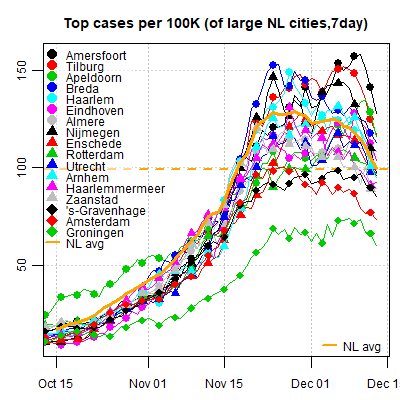 Top cases per 100K (of large NL cities,7day)
150
100
50
Amersfoort
Tilburg
Apeldoorn
Breda
Haarlem
Eindhoven
Almere
Nijmegen
Enschede
Rotterdam
Utrecht
Arnhem
Haarlemmermeer
Zaanstad
's-Gravenhage
Amsterdam
Groningen
NL avg
NL avg
Oct 15 Nov 01 Nov 15 Dec 01 Dec 15